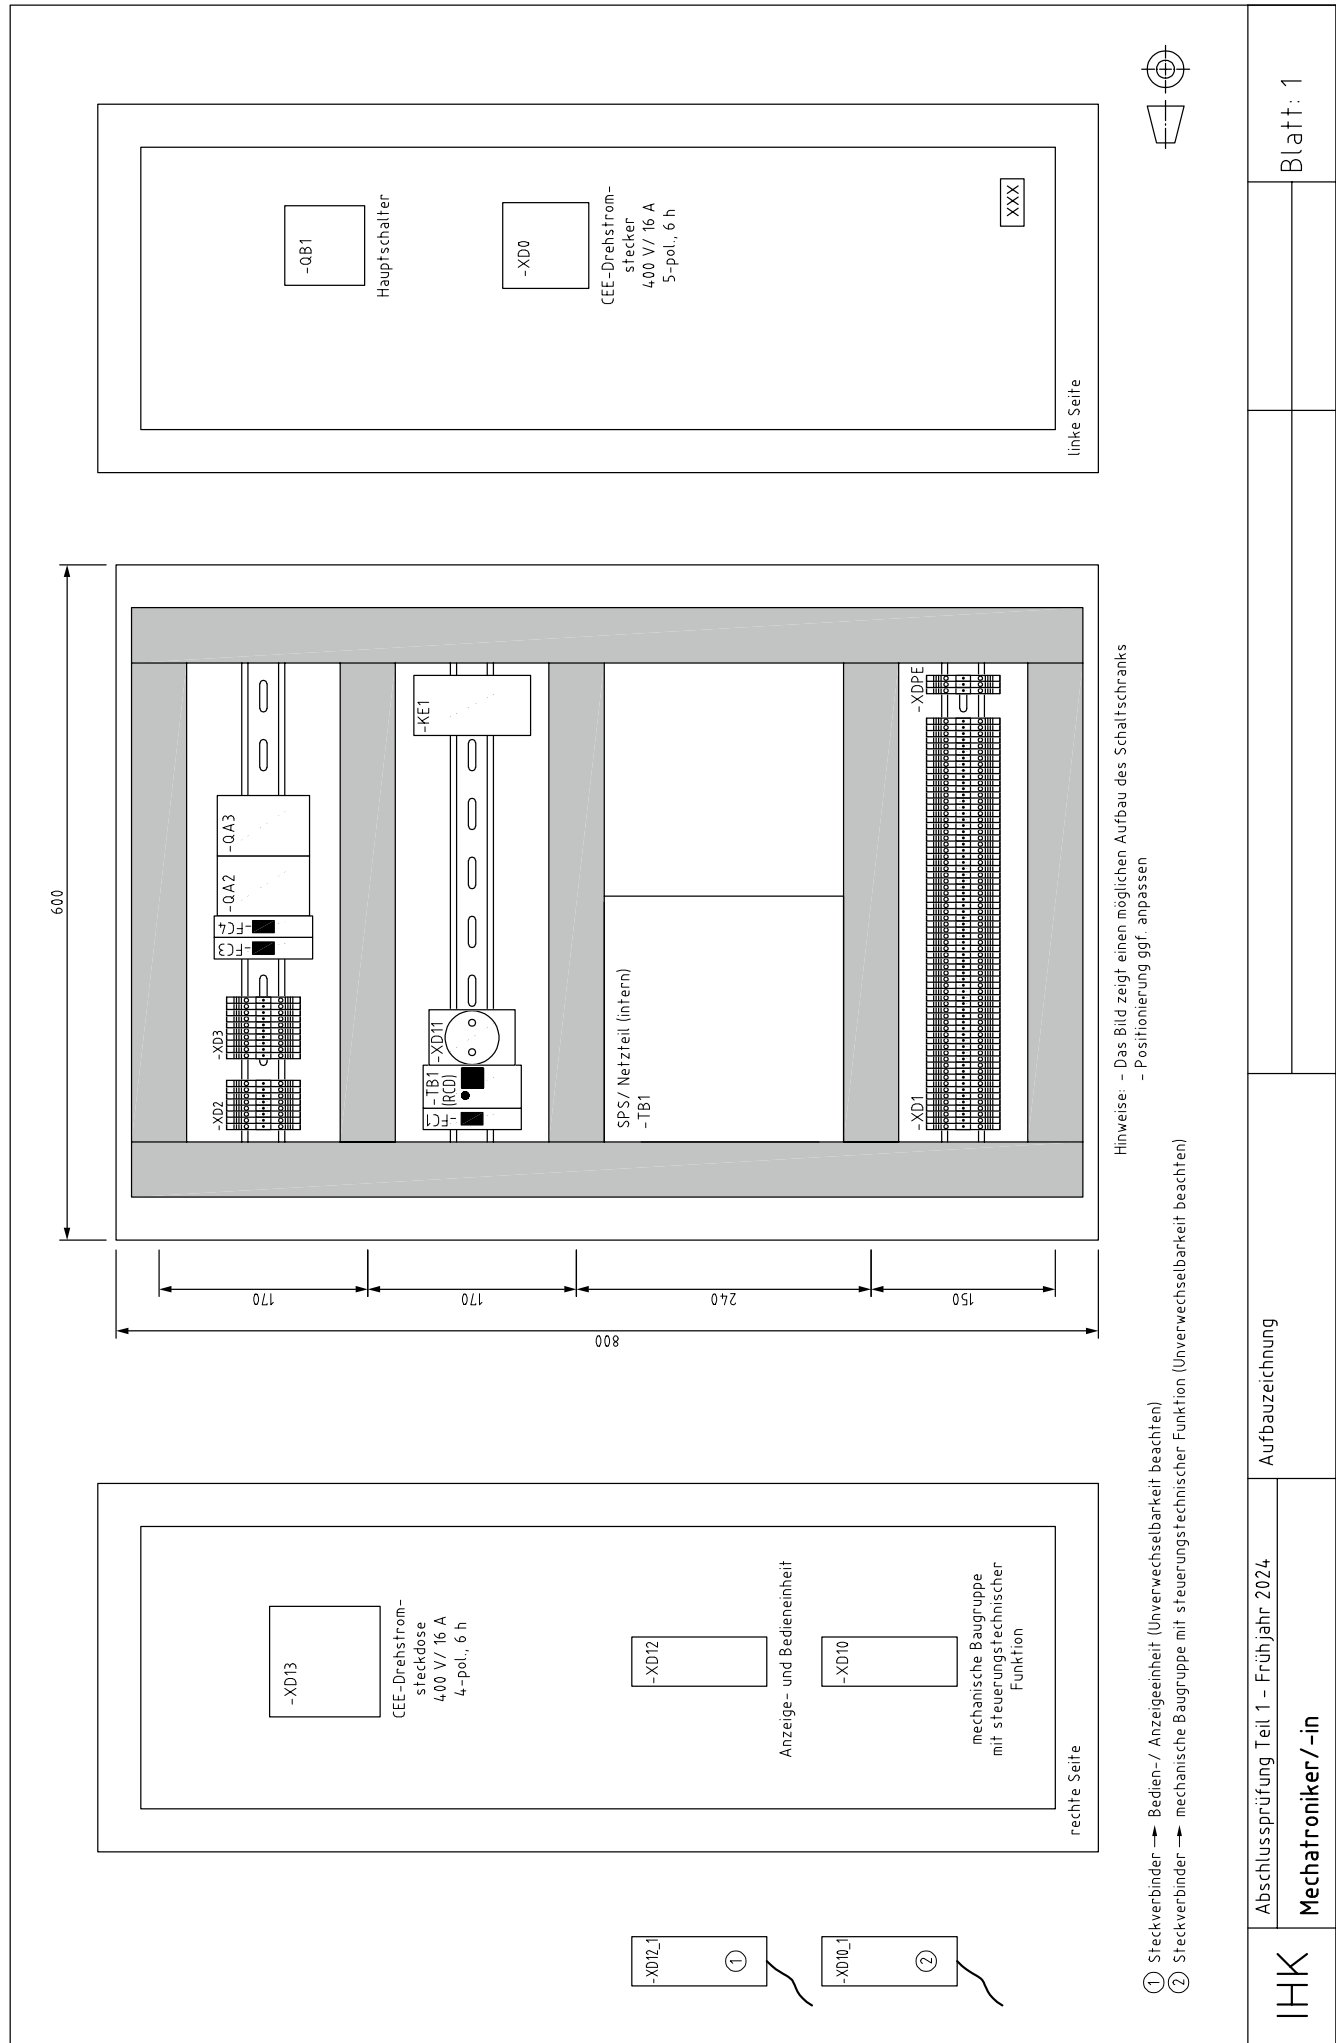 -XD12_1
1
-XD10_1
2
-XD13
CEE-Drehstrom-
steckdose
400 V/ 16 A
4-pol., 6 h
-XD12
Anzeige- und Bedieneinheit
-XD10
mechanische Baugruppe
mit steuerungstechnischer
Funktion
rechte Seite
600
800
170
170
240
150
-XD2
-XD3
-FC3
-FC4
-QA2
-QA3
-FC1
-TB1
(RCD)
-XD11
-KE1
SPS/ Netzteil (intern)
-TB1
-XD1
-XDPE
Hinweise: - Das Bild zeigt einen möglichen Aufbau des Schaltschranks
- Positionierung ggf. anpassen
-QB1
Hauptschalter
-XD0
CEE-Drehstrom-
stecker
400 V/ 16 A
5-pol., 6 h
XXX
linke Seite
1 Steckverbinder → Bedien-/ Anzeigeeinheit (Unverwechselbarkeit beachten)
2 Steckverbinder → mechanische Baugruppe mit steuerungstechnischer Funktion (Unverwechselbarkeit beachten)
IHK
Abschlussprüfung Teil 1 - Frühjahr 2024
Mechatroniker/-in
Aufbauzeichnung
Blatt: 1